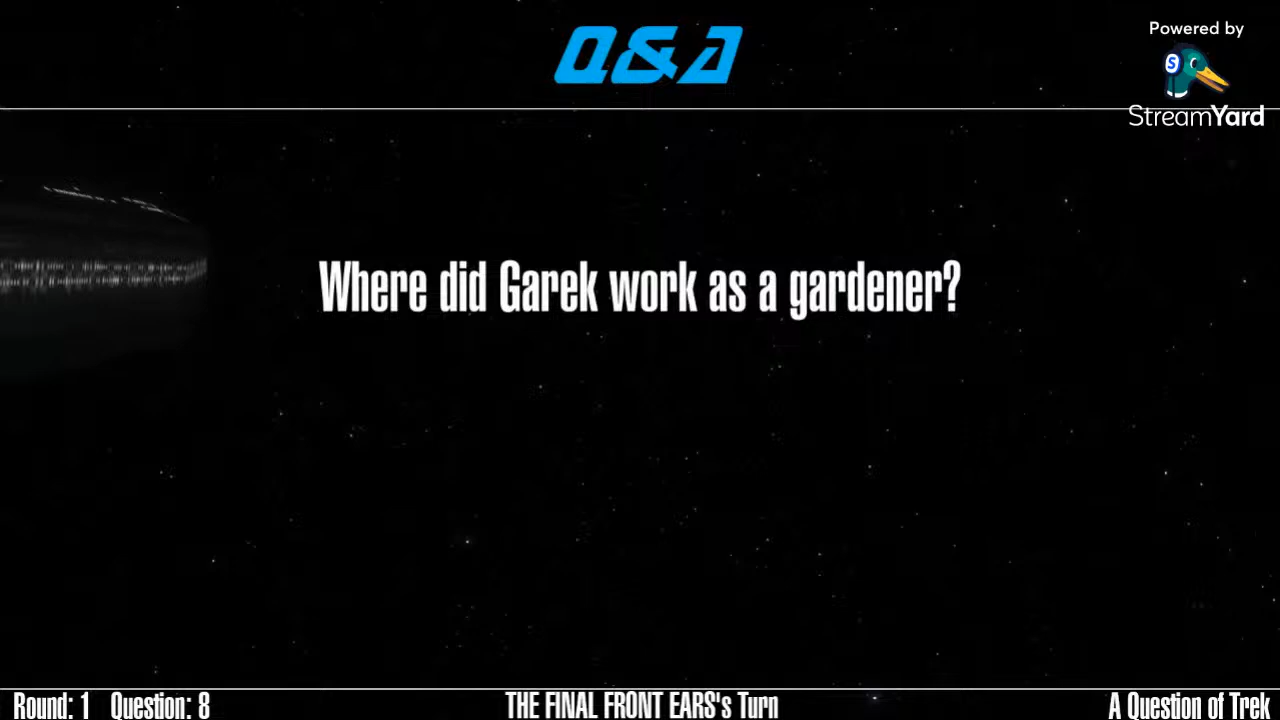 Q&A
Powered by
S
StreamYard
Where did Garek work as a gardener?
Round: 1 Question: 8
THE FINAL FRONT EARS's Turn
A Question of Trek